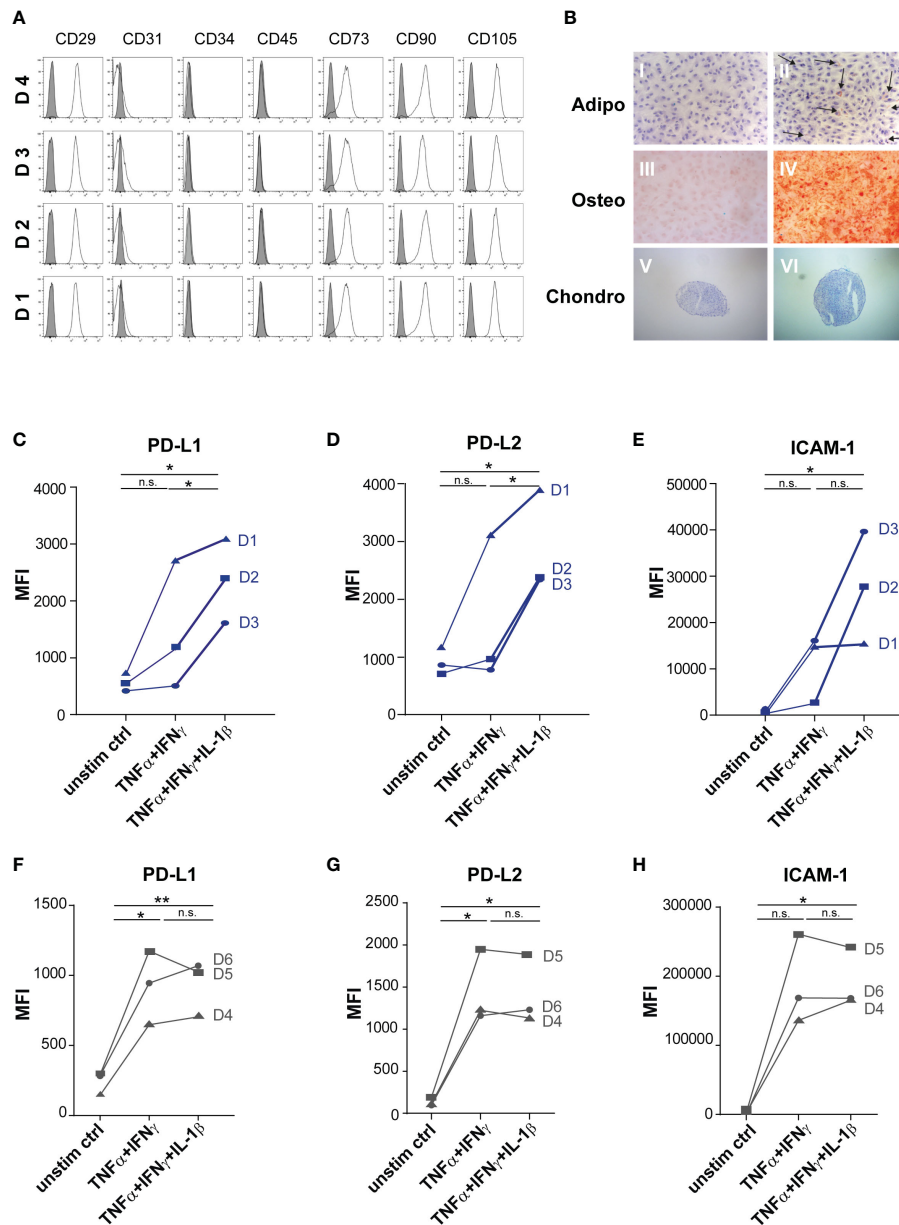 A
CD29 CD31 CD34 CD45 CD73 CD90 CD105
D 4
D 3
D 2
D 1
B
Adipo
I II
Osteo
III IV
Chondro
V VI
C
PD-L1
*
n.s. *
4000
3000
2000
1000
0
MFI
D1
D2
D3
unstim ctrl
TNFα+IFNγ
TNFα+IFNγ+IL-1β
D
PD-L2
*
n.s. *
4000
3000
2000
1000
0
MFI
D1
D2
D3
unstim ctrl
TNFα+IFNγ
TNFα+IFNγ+IL-1β
E
ICAM-1
*
n.s. n.s.
50000
40000
30000
20000
10000
0
MFI
D3
D2
D1
unstim ctrl
TNFα+IFNγ
TNFα+IFNγ+IL-1β
F
PD-L1
**
* n.s.
1500
1000
500
0
MFI
D6
D5
D4
unstim ctrl
TNFα+IFNγ
TNFα+IFNγ+IL-1β
G
PD-L2
*
* n.s.
2500
2000
1500
1000
500
0
MFI
D5
D6
D4
unstim ctrl
TNFα+IFNγ
TNFα+IFNγ+IL-1β
H
ICAM-1
*
n.s. n.s.
300000
200000
100000
0
MFI
D5
D6
D4
unstim ctrl
TNFα+IFNγ
TNFα+IFNγ+IL-1β